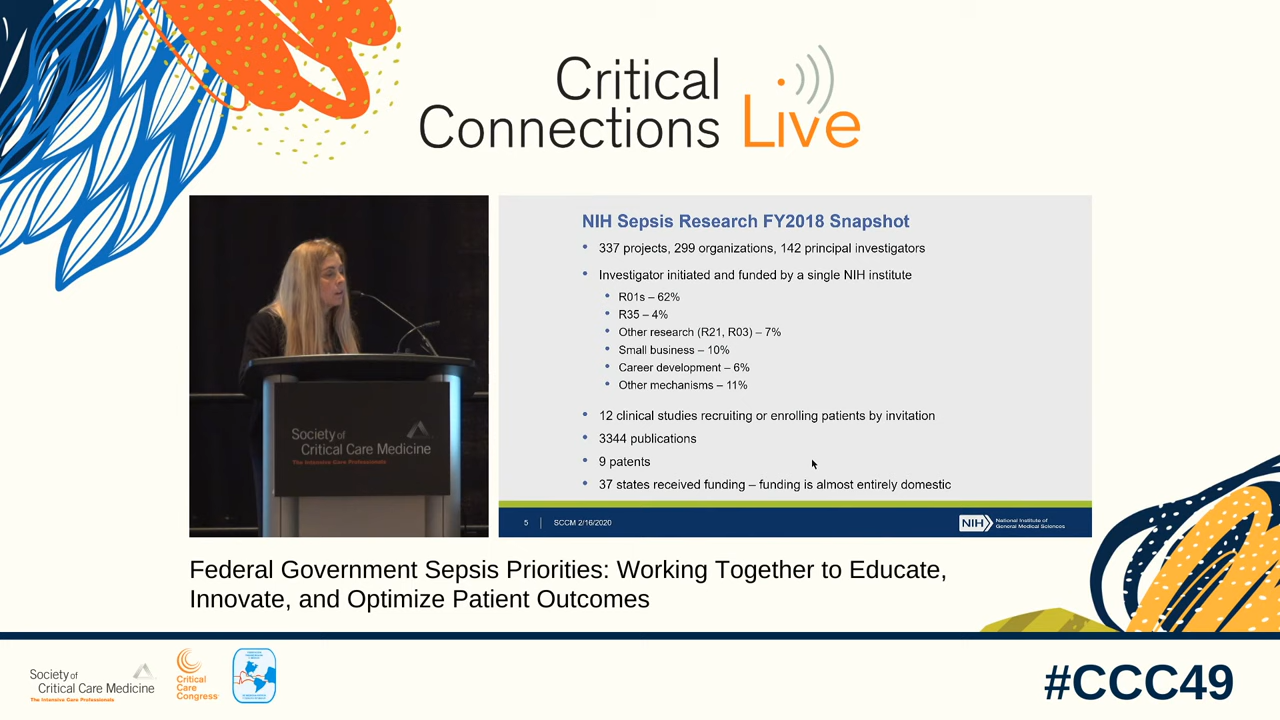 Critical
Connections Live
NIH Sepsis Research FY2018 Snapshot
• 337 projects, 299 organizations, 142 principal investigators
• Investigator initiated and funded by a single NIH institute
• R01s – 62%
• R35 – 4%
• Other research (R21, R03) – 7%
• Small business – 10%
• Career development – 6%
• Other mechanisms – 11%
• 12 clinical studies recruiting or enrolling patients by invitation
• 3344 publications
• 9 patents
• 37 states received funding – funding is almost entirely domestic
5 | SCCM 2/16/2020
NIH National Institute of
General Medical Sciences
Society of
Critical Care Medicine
The Intensive Care Professionals
Federal Government Sepsis Priorities: Working Together to Educate,
Innovate, and Optimize Patient Outcomes
Society of
Critical Care Medicine
The Intensive Care Professionals
Critical
Care
Congress
#CCC49